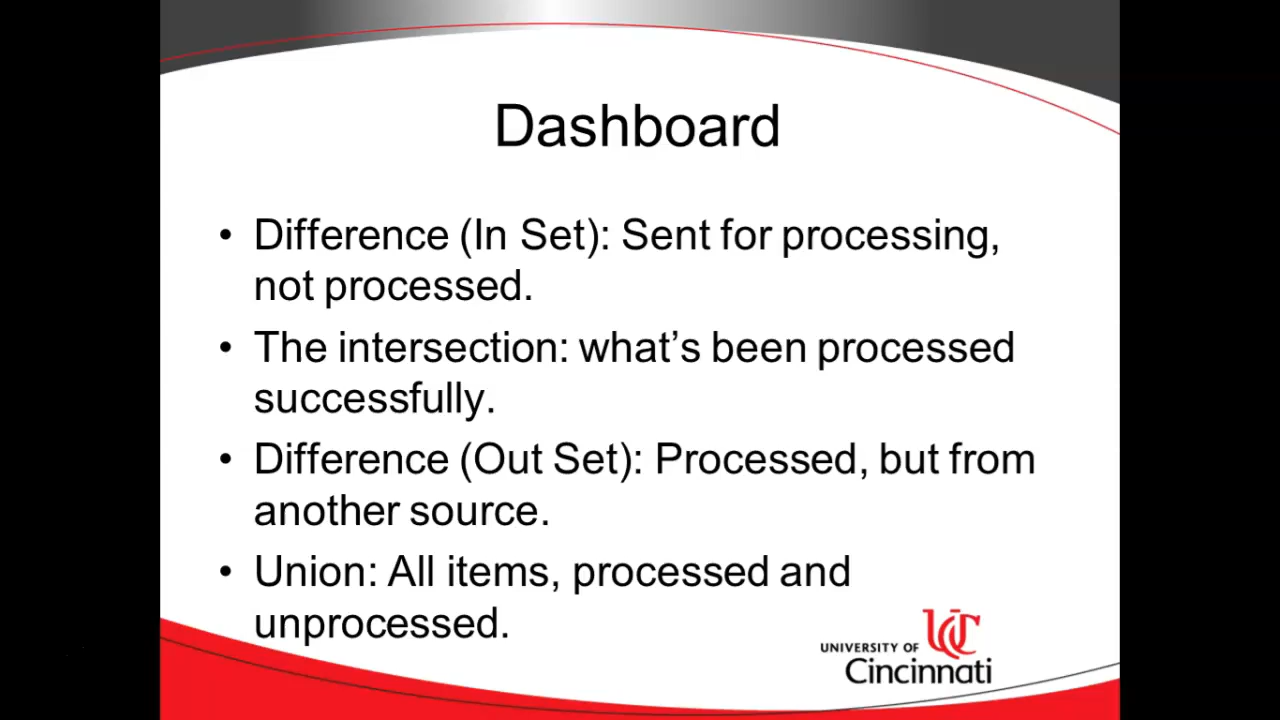 Dashboard
• Difference (In Set): Sent for processing,
not processed.
• The intersection: what’s been processed
successfully.
• Difference (Out Set): Processed, but from
another source.
• Union: All items, processed and
unprocessed.
UC
UNIVERSITY OF
Cincinnati